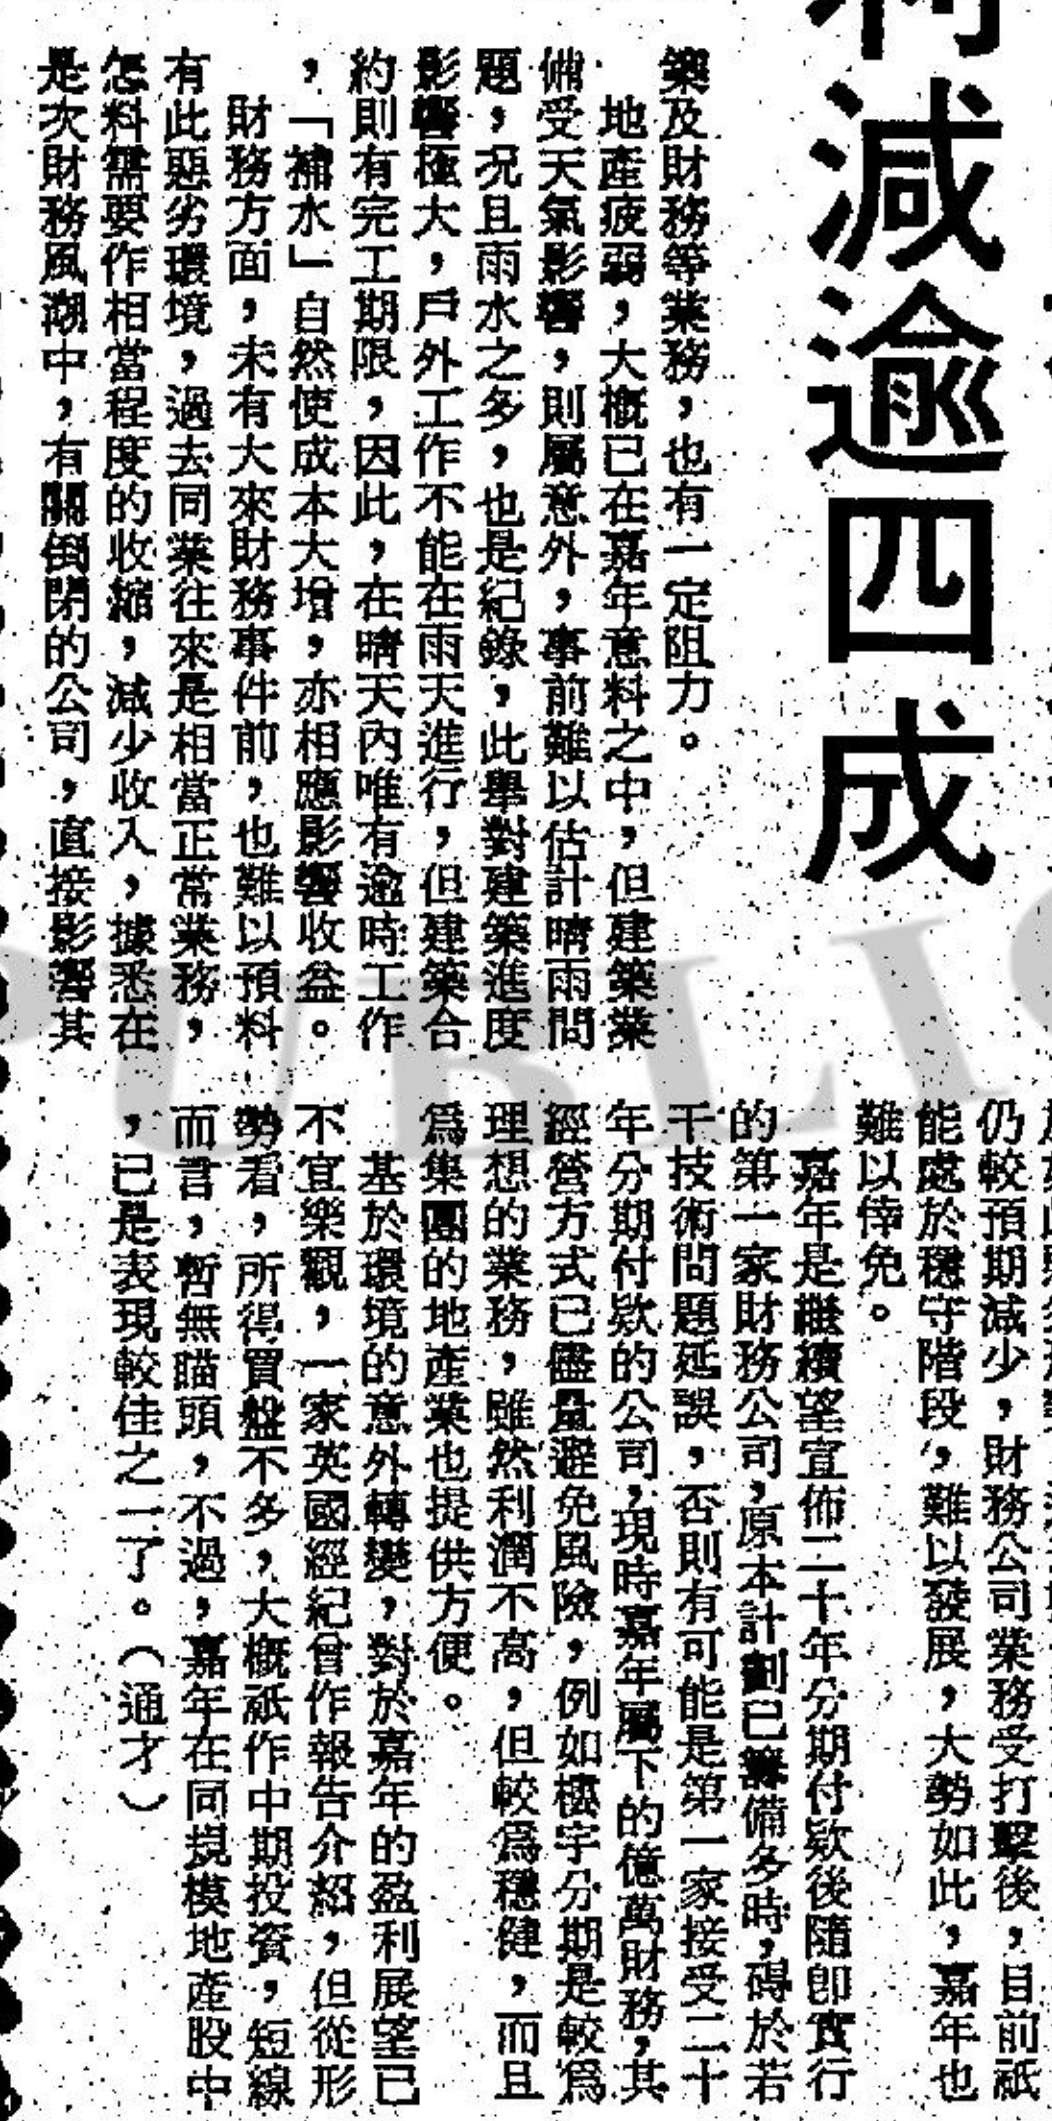 利減逾四成
築及財務等業務，也有一定阻力。
地產疲弱，大概已在嘉年意料之中，但建築業
備受天氣影響，則屬意外，事前難以估計晴雨問
題，況且雨水之多，也是紀錄，此舉對建築進度
影響極大，戶外工作不能在雨天進行，但建築合
約則有完工期限，因此，在晴天內唯有逾時工作
，「補水」自然使成本大增，亦相應影響收益。
財務方面，未有大來財務事件前，也難以預料
有此惡劣環境，過去同業往來是相當正常業務，
怎料需要作相當程度的收縮，減少收入，據悉在
是次財務風潮中，有關倒閉的公司，直接影響其
仍較預期減少，財務公司業務受打擊後，目前祇
能處於穩守階段，難以發展，大勢如此，嘉年也
難以倖免。
嘉年是繼續望宣佈二十年分期付欵後隨即實行
的第一家財務公司，原本計劃已籌備多時，碍於若
干技術問題延誤，否則有可能是第一家接受二十
年分期付欵的公司，現時嘉年屬下的億萬財務，其
經營方式已儘量避免風險，例如樓宇分期是較爲
理想的業務，雖然利潤不高，但較爲穩健，而且
爲集團的地產業也提供方便。
基於環境的意外轉變，對於嘉年的盈利展望已
不宜樂觀，一家英國經紀曾作報告介紹，但從形
勢看，所得買盤不多，大概祇作中期投資，短線
而言，暫無瞄頭，不過，嘉年在同規模地產股中
，已是表現較佳之一了。（通才）
PUBLI